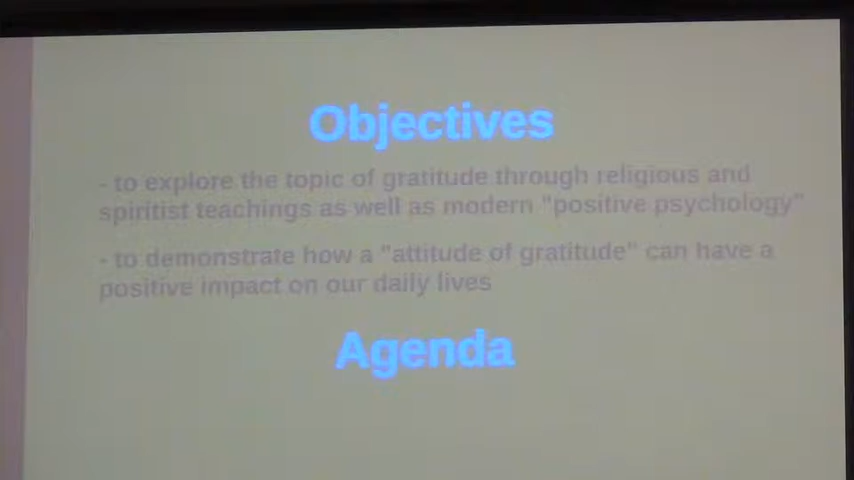 Objectives
- to explore the topic of gratitude through religious and
spiritist teachings as well as modern "positive psychology"
- to demonstrate how a "attitude of gratitude" can have a
positive impact on our daily lives
Agenda